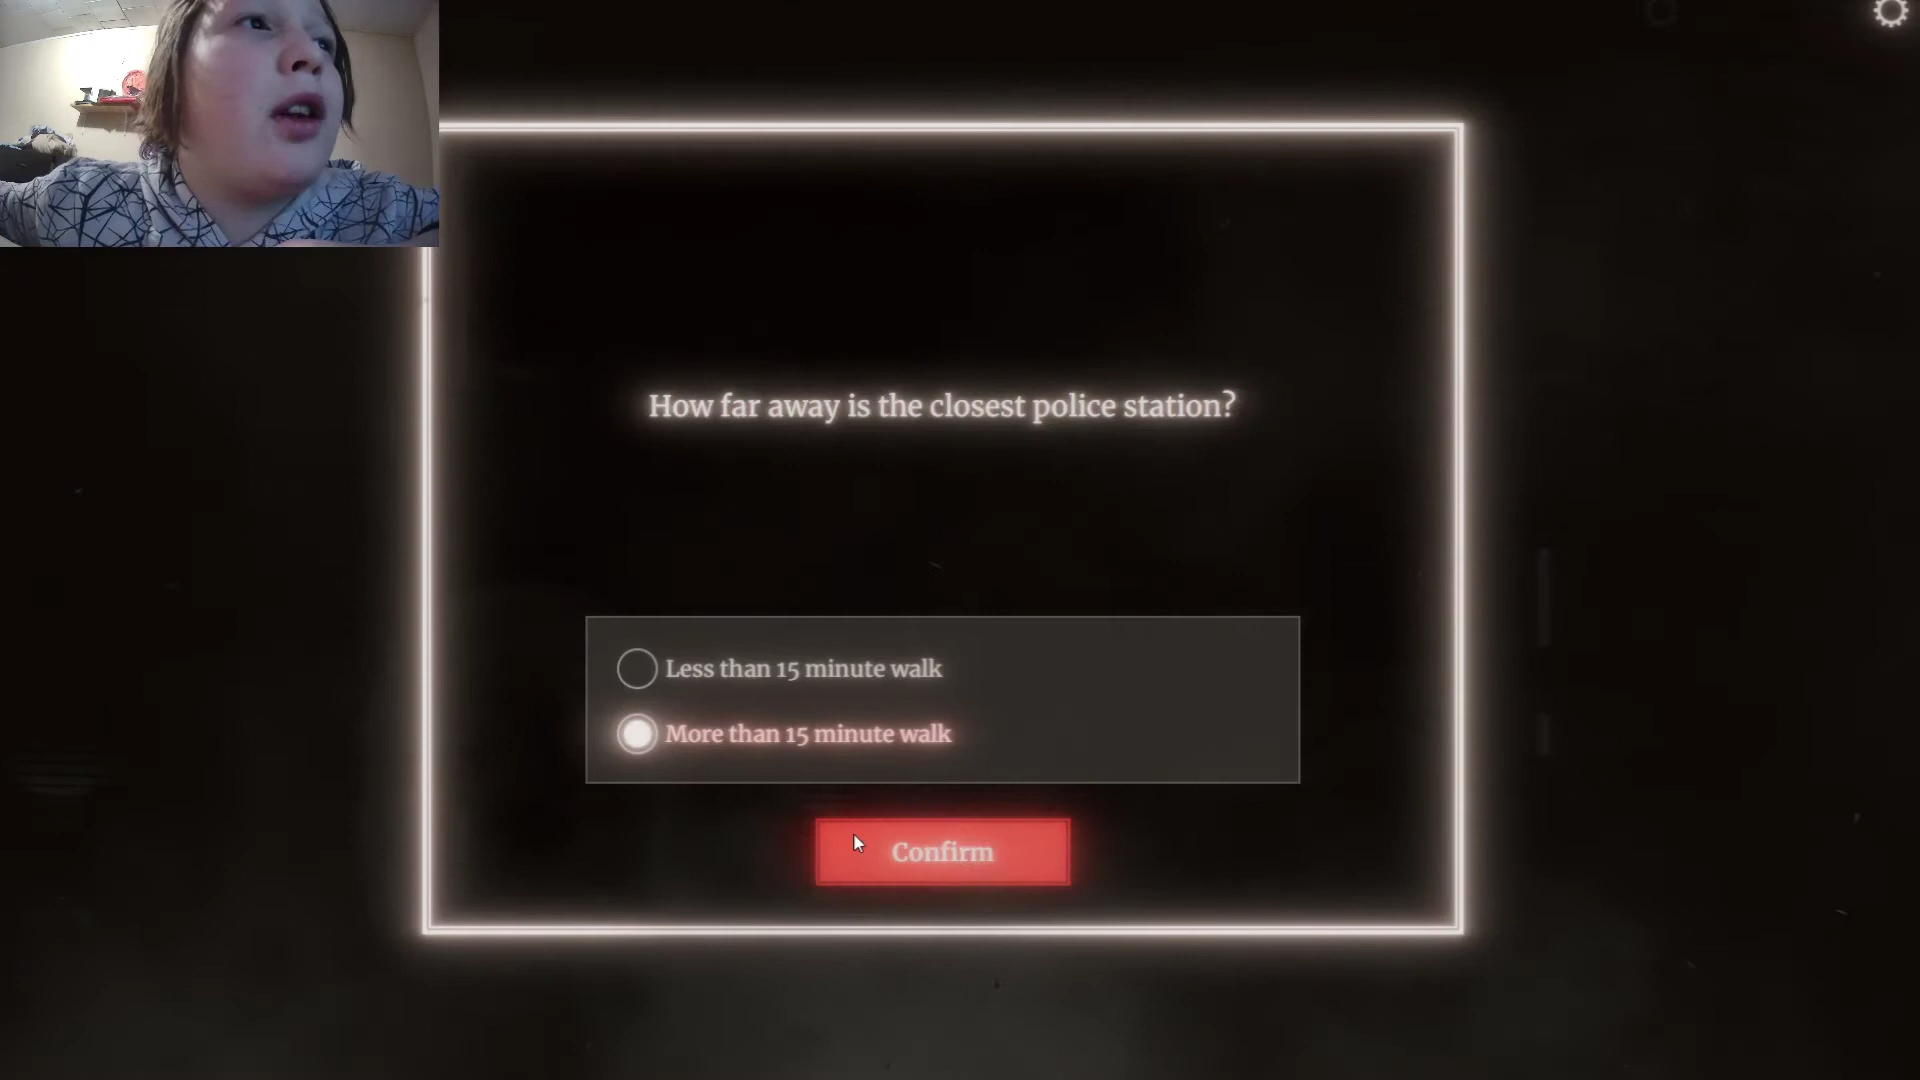 How far away is the closest police station?
Less than 15 minute walk
More than 15 minute walk
Confirm